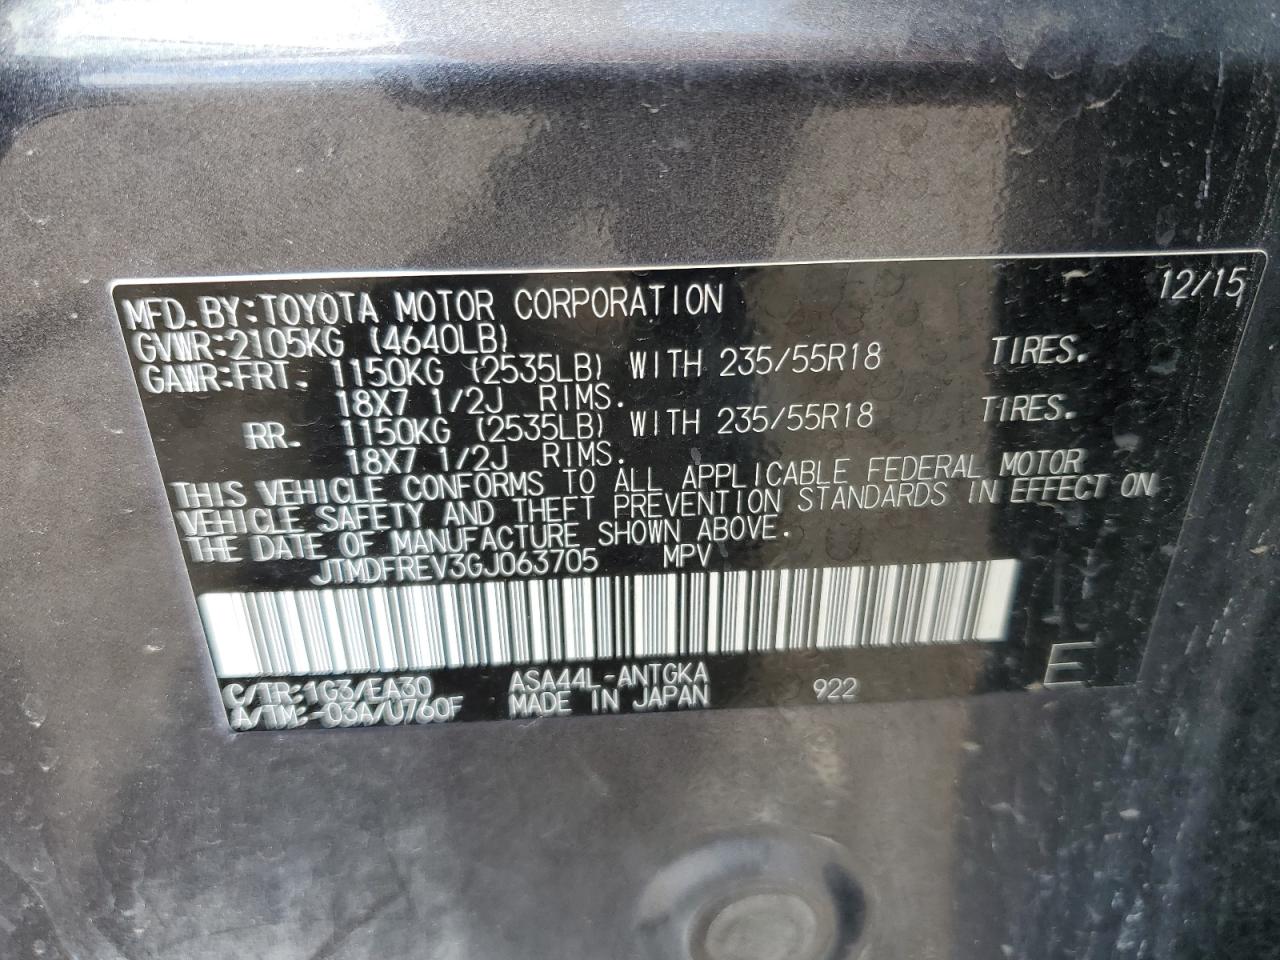 12/15
MFD. BY: TOYOTA MOTOR CORPORATION
GVWR: 2105KG (4640LB)
GAWR: FRT. 1150KG (2535LB) WITH 235/55R18 TIRES.
18X7 1/2J RIMS.
RR. 1150KG (2535LB) WITH 235/55R18 TIRES.
18X7 1/2J RIMS.
THIS VEHICLE CONFORMS TO ALL APPLICABLE FEDERAL MOTOR
VEHICLE SAFETY AND THEFT PREVENTION STANDARDS IN EFFECT ON
THE DATE OF MANUFACTURE SHOWN ABOVE.
JTMDFREV3GJ063705 MPV
C/TR: 1G3/EA30 ASA44L-ANTGKA 922 E
A/TM: -03A/U760F MADE IN JAPAN